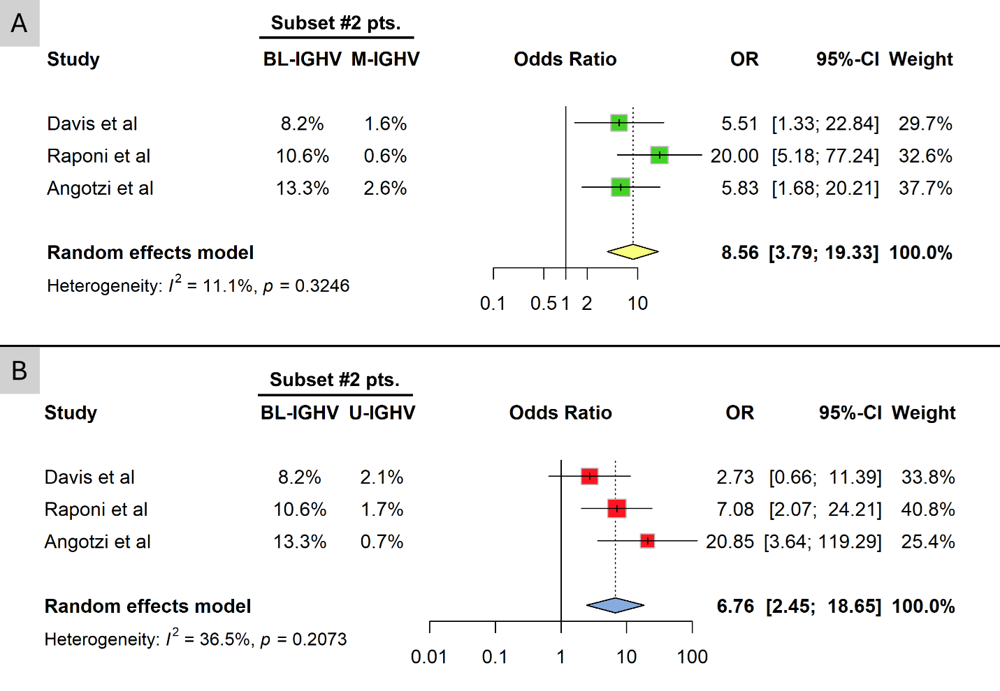 A
Subset #2 pts.
Study BL-IGHV M-IGHV Odds Ratio OR 95%-CI Weight
Davis et al 8.2% 1.6% 5.51 [1.33; 22.84] 29.7%
Raponi et al 10.6% 0.6% 20.00 [5.18; 77.24] 32.6%
Angotzi et al 13.3% 2.6% 5.83 [1.68; 20.21] 37.7%
Random effects model 8.56 [3.79; 19.33] 100.0%
Heterogeneity: I² = 11.1%, p = 0.3246
0.1 0.5 1 2 10
B
Subset #2 pts.
Study BL-IGHV U-IGHV Odds Ratio OR 95%-CI Weight
Davis et al 8.2% 2.1% 2.73 [0.66; 11.39] 33.8%
Raponi et al 10.6% 1.7% 7.08 [2.07; 24.21] 40.8%
Angotzi et al 13.3% 0.7% 20.85 [3.64; 119.29] 25.4%
Random effects model 6.76 [2.45; 18.65] 100.0%
Heterogeneity: I² = 36.5%, p = 0.2073
0.01 0.1 1 10 100